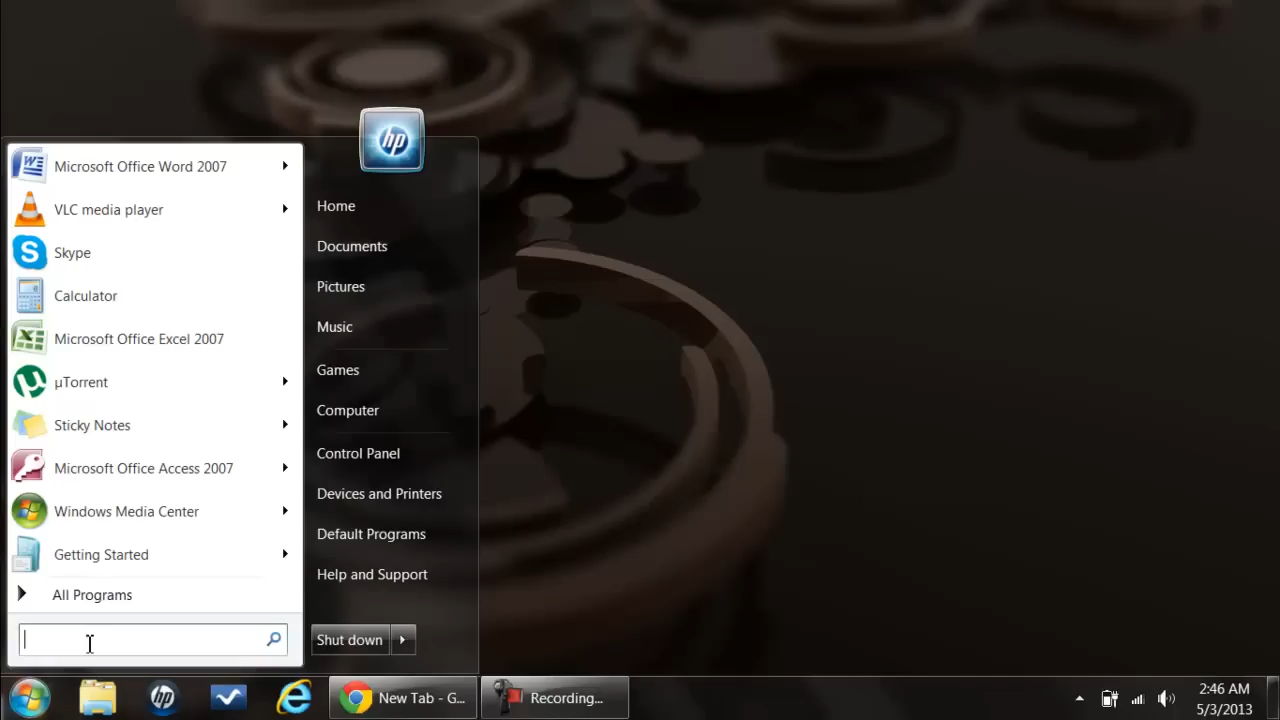 hp
Microsoft Office Word 2007
VLC media player
Skype
Calculator
Microsoft Office Excel 2007
µTorrent
Sticky Notes
Microsoft Office Access 2007
Windows Media Center
Getting Started
All Programs
Home
Documents
Pictures
Music
Games
Computer
Control Panel
Devices and Printers
Default Programs
Help and Support
Shut down
hp
New Tab - G...
Recording...
2:46 AM
5/3/2013